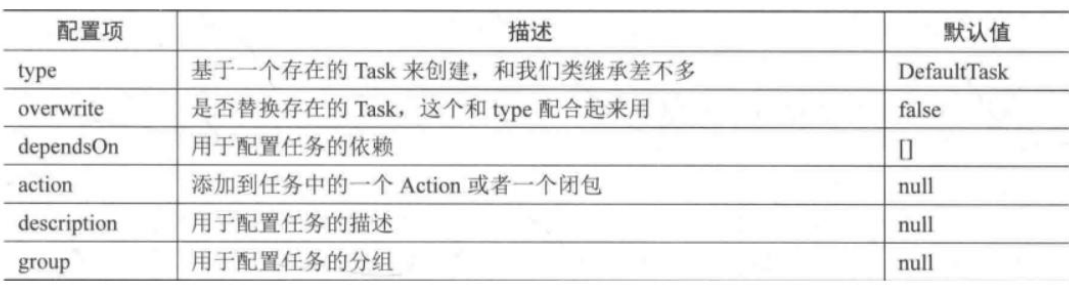 配置项 描述 默认值
type 基于一个存在的 Task 来创建，和我们类继承差不多 DefaultTask
overwrite 是否替换存在的 Task，这个和 type 配合起来用 false
dependsOn 用于配置任务的依赖 []
action 添加到任务中的一个 Action 或者一个闭包 null
description 用于配置任务的描述 null
group 用于配置任务的分组 null